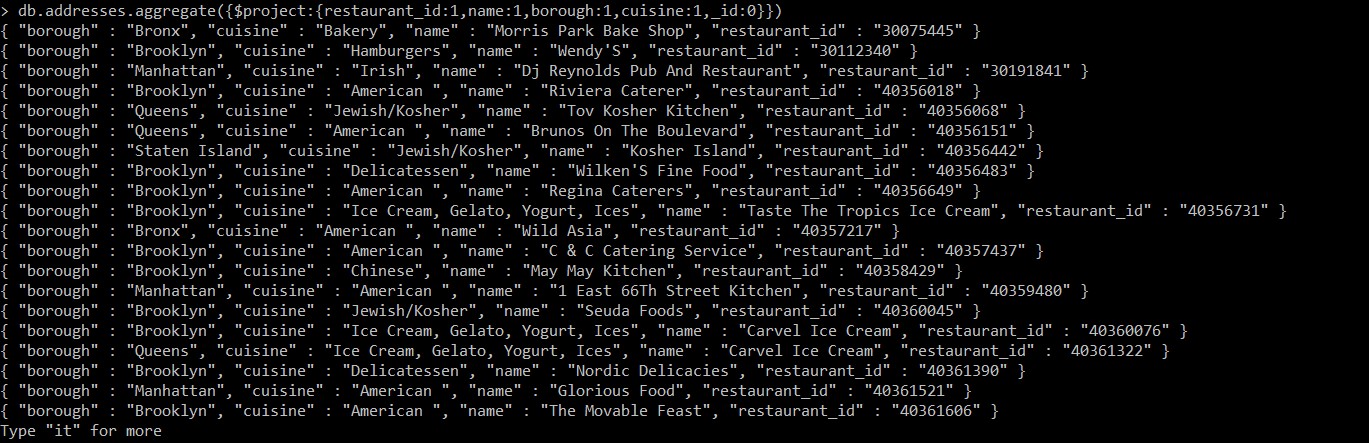 > db.addresses.aggregate({$project:{restaurant_id:1,name:1,borough:1,cuisine:1,_id:0}})
{ "borough" : "Bronx", "cuisine" : "Bakery", "name" : "Morris Park Bake Shop", "restaurant_id" : "30075445" }
{ "borough" : "Brooklyn", "cuisine" : "Hamburgers", "name" : "Wendy'S", "restaurant_id" : "30112340" }
{ "borough" : "Manhattan", "cuisine" : "Irish", "name" : "Dj Reynolds Pub And Restaurant", "restaurant_id" : "30191841" }
{ "borough" : "Brooklyn", "cuisine" : "American ", "name" : "Riviera Caterer", "restaurant_id" : "40356018" }
{ "borough" : "Queens", "cuisine" : "Jewish/Kosher", "name" : "Tov Kosher Kitchen", "restaurant_id" : "40356068" }
{ "borough" : "Queens", "cuisine" : "American ", "name" : "Brunos On The Boulevard", "restaurant_id" : "40356151" }
{ "borough" : "Staten Island", "cuisine" : "Jewish/Kosher", "name" : "Kosher Island", "restaurant_id" : "40356442" }
{ "borough" : "Brooklyn", "cuisine" : "Delicatessen", "name" : "Wilken'S Fine Food", "restaurant_id" : "40356483" }
{ "borough" : "Brooklyn", "cuisine" : "American ", "name" : "Regina Caterers", "restaurant_id" : "40356649" }
{ "borough" : "Brooklyn", "cuisine" : "Ice Cream, Gelato, Yogurt, Ices", "name" : "Taste The Tropics Ice Cream", "restaurant_id" : "40356731" }
{ "borough" : "Bronx", "cuisine" : "American ", "name" : "Wild Asia", "restaurant_id" : "40357217" }
{ "borough" : "Brooklyn", "cuisine" : "American ", "name" : "C & C Catering Service", "restaurant_id" : "40357437" }
{ "borough" : "Brooklyn", "cuisine" : "Chinese", "name" : "May May Kitchen", "restaurant_id" : "40358429" }
{ "borough" : "Manhattan", "cuisine" : "American ", "name" : "1 East 66Th Street Kitchen", "restaurant_id" : "40359480" }
{ "borough" : "Brooklyn", "cuisine" : "Jewish/Kosher", "name" : "Seuda Foods", "restaurant_id" : "40360045" }
{ "borough" : "Brooklyn", "cuisine" : "Ice Cream, Gelato, Yogurt, Ices", "name" : "Carvel Ice Cream", "restaurant_id" : "40360076" }
{ "borough" : "Queens", "cuisine" : "Ice Cream, Gelato, Yogurt, Ices", "name" : "Carvel Ice Cream", "restaurant_id" : "40361322" }
{ "borough" : "Brooklyn", "cuisine" : "Delicatessen", "name" : "Nordic Delicacies", "restaurant_id" : "40361390" }
{ "borough" : "Manhattan", "cuisine" : "American ", "name" : "Glorious Food", "restaurant_id" : "40361521" }
{ "borough" : "Brooklyn", "cuisine" : "American ", "name" : "The Movable Feast", "restaurant_id" : "40361606" }
Type "it" for more